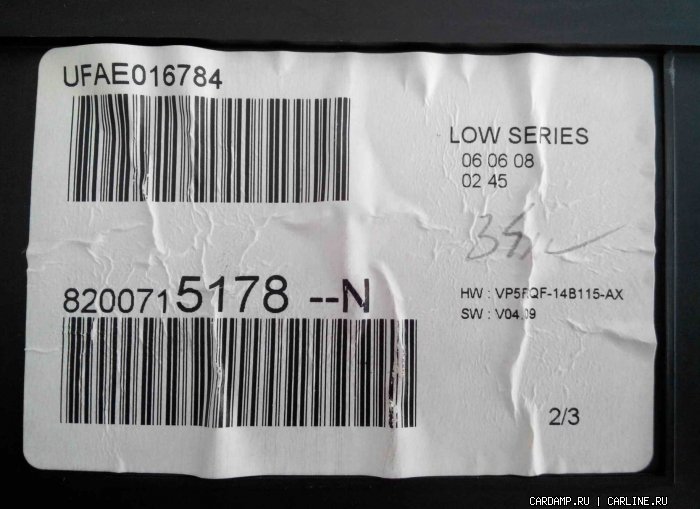 UFAE016784
LOW SERIES
06 06 08
02 45
8200715178 --N
HW : VP5FQF-14B115-AX
SW : V04.09
2/3
CARDAMP.RU | CARLINE.RU